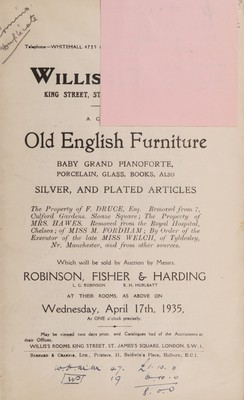 Telephone—WHITEHALL 4731
WILLIS
KING STREET, ST
A C
Old English Furniture
BABY GRAND PIANOFORTE,
PORCELAIN, GLASS, BOOKS, ALSO
SILVER, AND PLATED ARTICLES
The Property of F. DRUCE, Esq. Removed from 7,
Culford Gardens, Sloane Square; The Property of
MRS. HAWES. Removed from the Royal Hospital,
Chelsea; of MISS M. FORDHAM; By Order of the
Executor of the late MISS WELCH, of Tyldesley,
Nr. Manchester, and from other sources.
Which will be sold by Auction by Messrs.
ROBINSON, FISHER & HARDING
L. G. ROBINSON R. H. HURLBATT
AT THEIR ROOMS, AS ABOVE ON
Wednesday, April 17th, 1935,
At ONE o'clock precisely.
May be viewed two days prior, and Catalogues had of the Auctioneers at
their Offices.
WILLIS'S ROOMS, KING STREET, ST. JAMES'S SQUARE, LONDON, S.W.1.
47.
19
8.